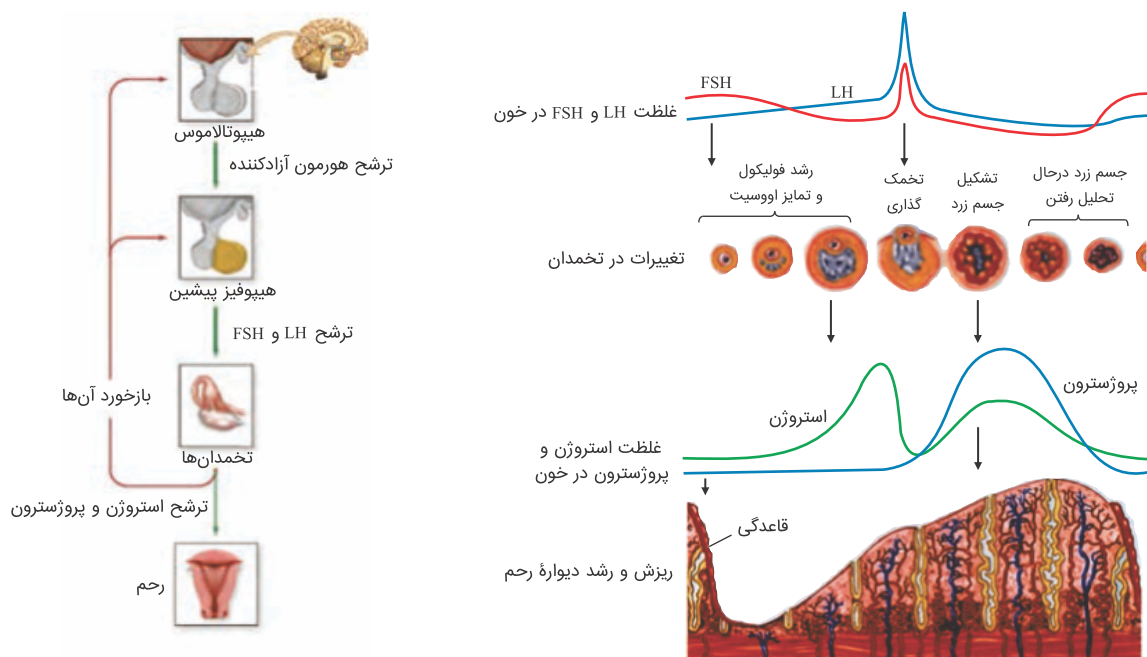 هیپوتالاموس
ترشح هورمون آزادکننده
هیپوفیز پیشین
ترشح LH و FSH
بازخورد آن‌ها
تخمدان‌ها
ترشح استروژن و پروژسترون
رحم
FSH
LH
غلظت LH و FSH در خون
رشد فولیکول
و تمایز اووسیت
تخمک
گذاری
تشکیل
جسم زرد
جسم زرد درحال
تحلیل رفتن
تغییرات در تخمدان
پروژسترون
استروژن
غلظت استروژن و
پروژسترون در خون
قاعدگی
ریزش و رشد دیوارهٔ رحم